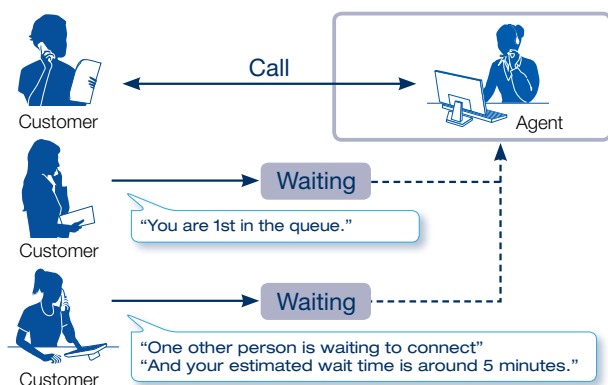 Call
Customer
Agent
Waiting
“You are 1st in the queue.”
Customer
Waiting
“One other person is waiting to connect”
“And your estimated wait time is around 5 minutes.”
Customer